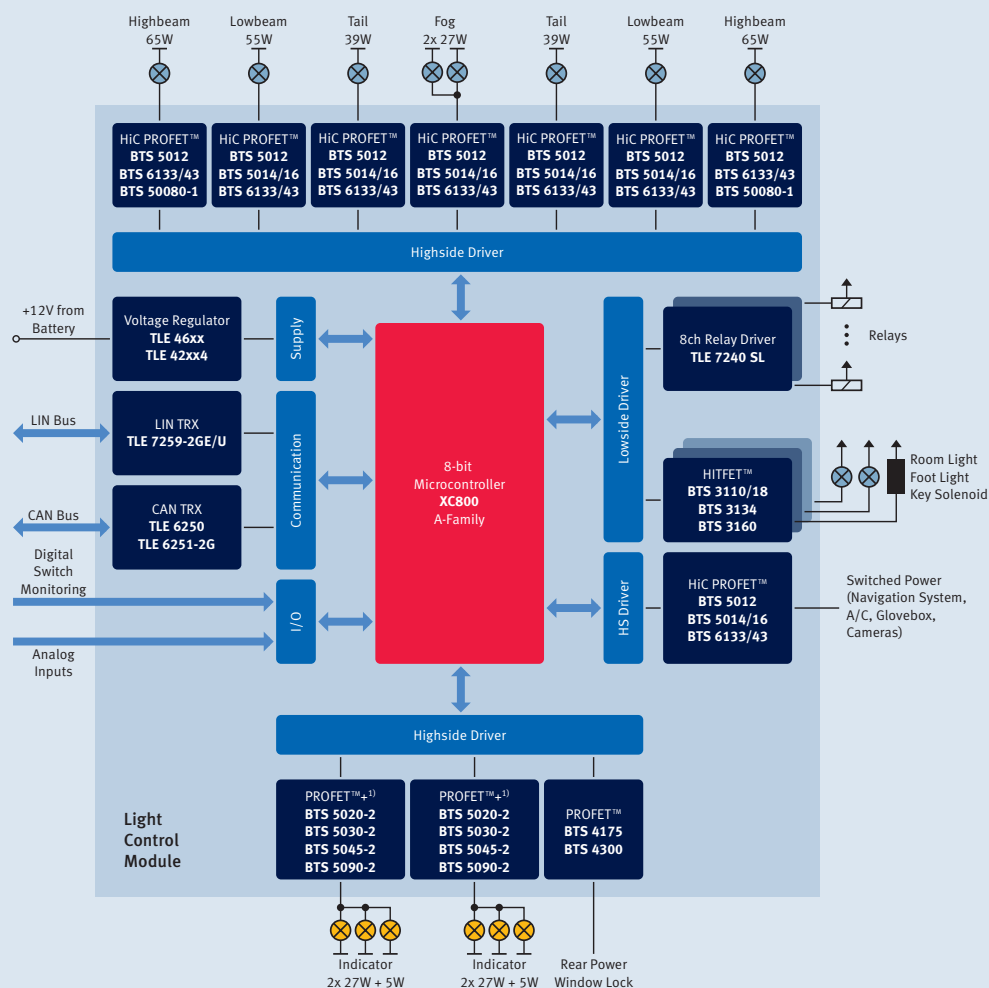 Highbeam
65W
Lowbeam
55W
Tail
39W
Fog
2x 27W
Tail
39W
Lowbeam
55W
Highbeam
65W
HiC PROFET™
BTS 5012
BTS 6133/43
BTS 50080-1
HiC PROFET™
BTS 5012
BTS 5014/16
BTS 6133/43
HiC PROFET™
BTS 5012
BTS 5014/16
BTS 6133/43
HiC PROFET™
BTS 5012
BTS 5014/16
BTS 6133/43
HiC PROFET™
BTS 5012
BTS 5014/16
BTS 6133/43
HiC PROFET™
BTS 5012
BTS 5014/16
BTS 6133/43
HiC PROFET™
BTS 5012
BTS 6133/43
BTS 50080-1
Highside Driver
+12V from
Battery
Voltage Regulator
TLE 46xx
TLE 42xx4
Supply
LIN Bus
LIN TRX
TLE 7259-2GE/U
Communication
CAN Bus
CAN TRX
TLE 6250
TLE 6251-2G
Digital
Switch
Monitoring
Analog
Inputs
I/O
8-bit
Microcontroller
XC800
A-Family
Lowside Driver
8ch Relay Driver
TLE 7240 SL
Relays
HITFET™
BTS 3110/18
BTS 3134
BTS 3160
Room Light
Foot Light
Key Solenoid
HS Driver
HiC PROFET™
BTS 5012
BTS 5014/16
BTS 6133/43
Switched Power
(Navigation System,
A/C, Glovebox,
Cameras)
Highside Driver
Light
Control
Module
PROFET™+1)
BTS 5020-2
BTS 5030-2
BTS 5045-2
BTS 5090-2
PROFET™+1)
BTS 5020-2
BTS 5030-2
BTS 5045-2
BTS 5090-2
PROFET™
BTS 4175
BTS 4300
Indicator
2x 27W + 5W
Indicator
2x 27W + 5W
Rear Power
Window Lock